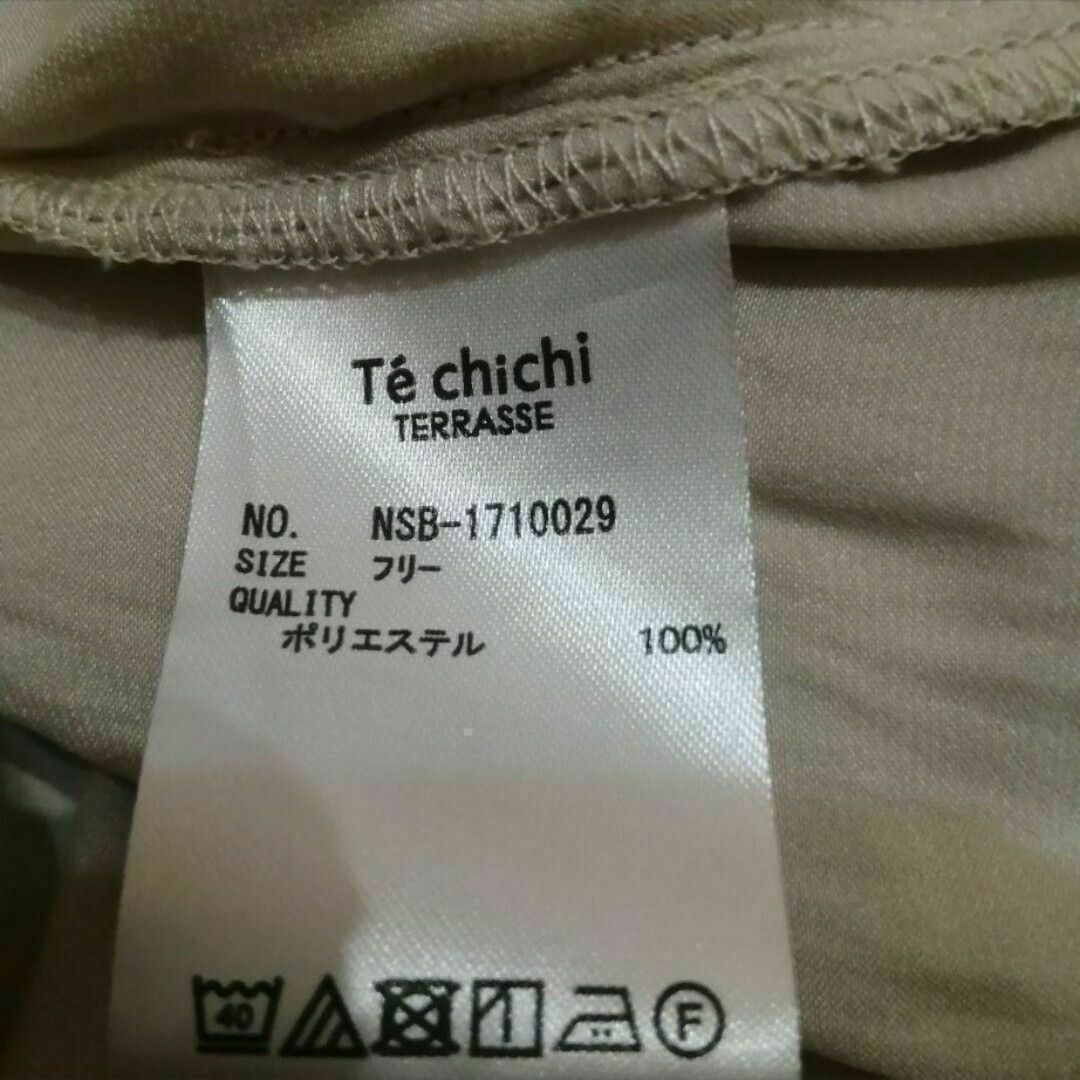 Té chichi
TERRASSE
NO. NSB-1710029
SIZE フリー
QUALITY
ポリエステル 100%
40 F